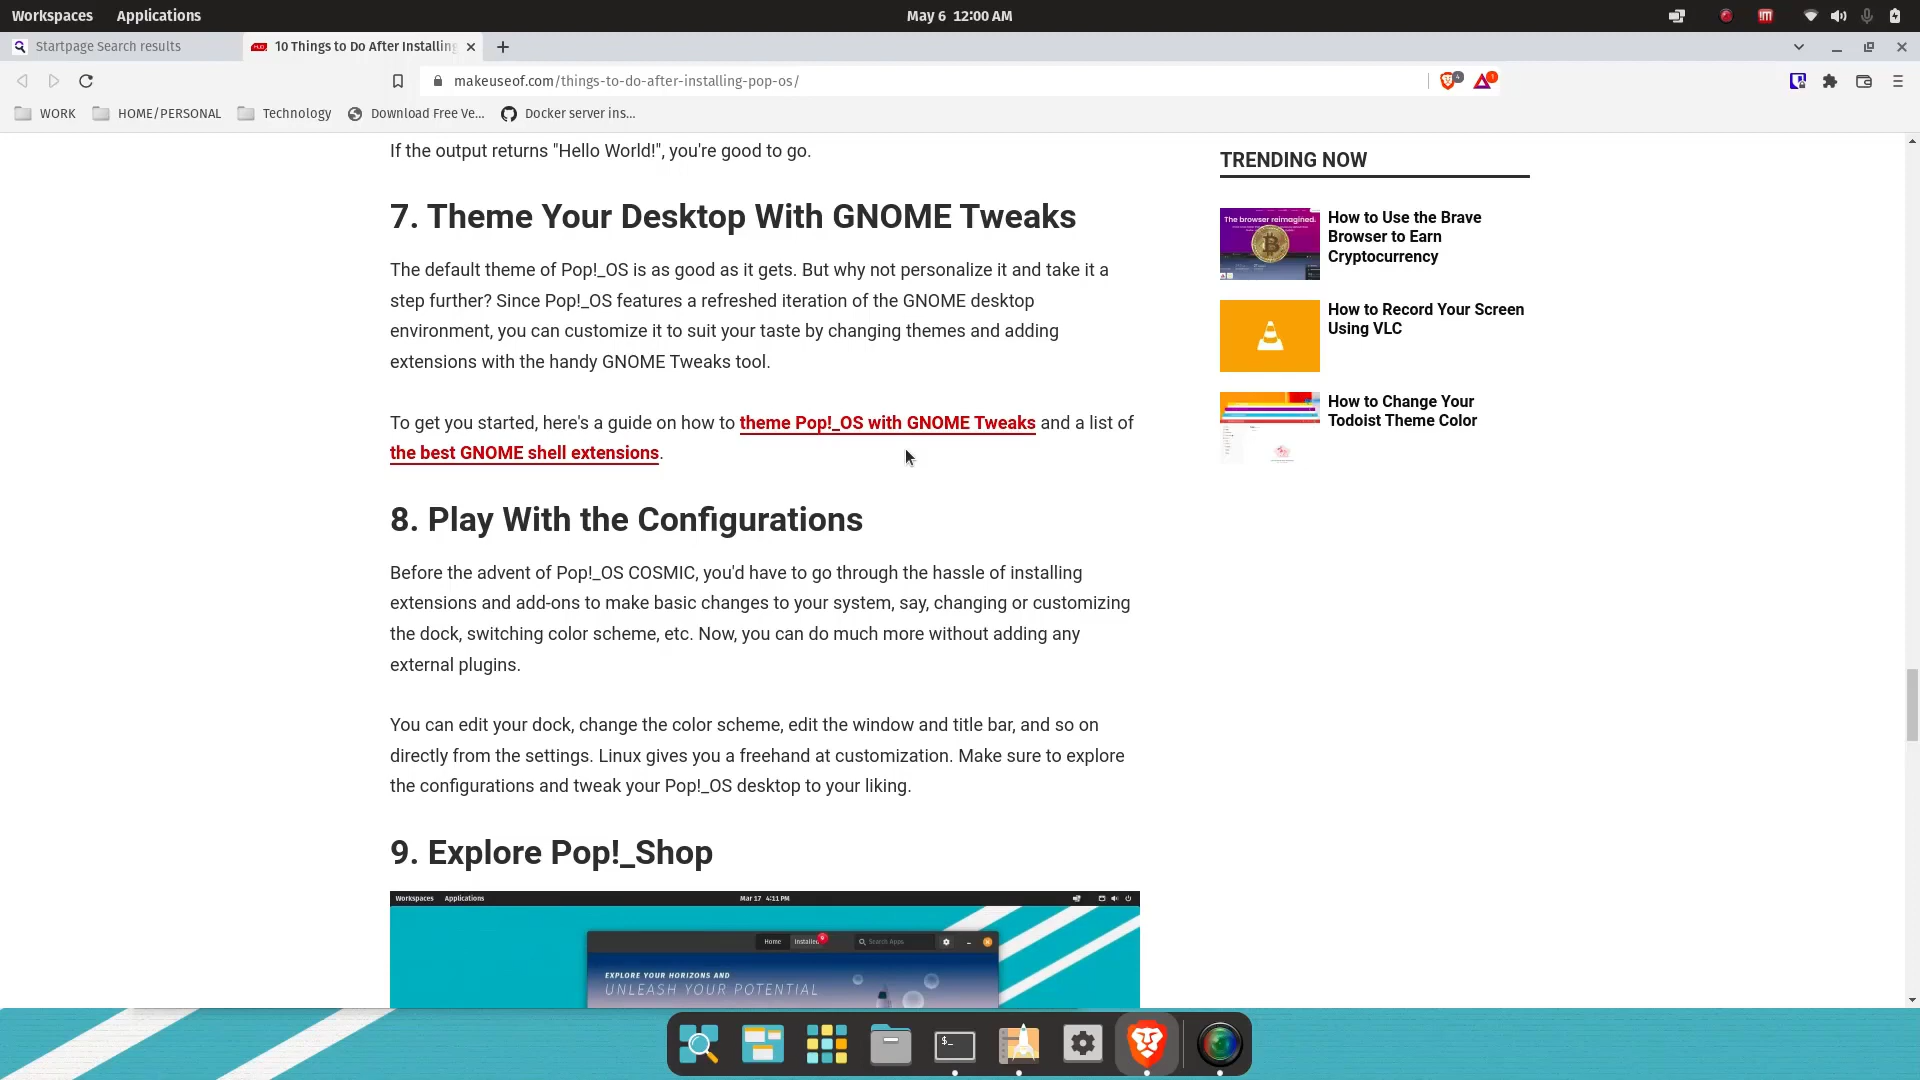 Workspaces Applications May 6 12:00 AM
Startpage Search results
10 Things to Do After Installing
makeuseof.com/things-to-do-after-installing-pop-os/
4
1
WORK HOME/PERSONAL Technology Download Free Ve... Docker server ins...
If the output returns "Hello World!", you're good to go.
7. Theme Your Desktop With GNOME Tweaks
The default theme of Pop!_OS is as good as it gets. But why not personalize it and take it a
step further? Since Pop!_OS features a refreshed iteration of the GNOME desktop
environment, you can customize it to suit your taste by changing themes and adding
extensions with the handy GNOME Tweaks tool.
To get you started, here's a guide on how to theme Pop!_OS with GNOME Tweaks and a list of
the best GNOME shell extensions.
8. Play With the Configurations
Before the advent of Pop!_OS COSMIC, you'd have to go through the hassle of installing
extensions and add-ons to make basic changes to your system, say, changing or customizing
the dock, switching color scheme, etc. Now, you can do much more without adding any
external plugins.
You can edit your dock, change the color scheme, edit the window and title bar, and so on
directly from the settings. Linux gives you a freehand at customization. Make sure to explore
the configurations and tweak your Pop!_OS desktop to your liking.
9. Explore Pop!_Shop
Workspaces Applications Mar 17 4:11 PM
Home Installed Search Apps
EXPLORE YOUR HORIZONS AND
UNLEASH YOUR POTENTIAL
TRENDING NOW
The browser reimagined.
How to Use the Brave
Browser to Earn
Cryptocurrency
How to Record Your Screen
Using VLC
How to Change Your
Todoist Theme Color
$_